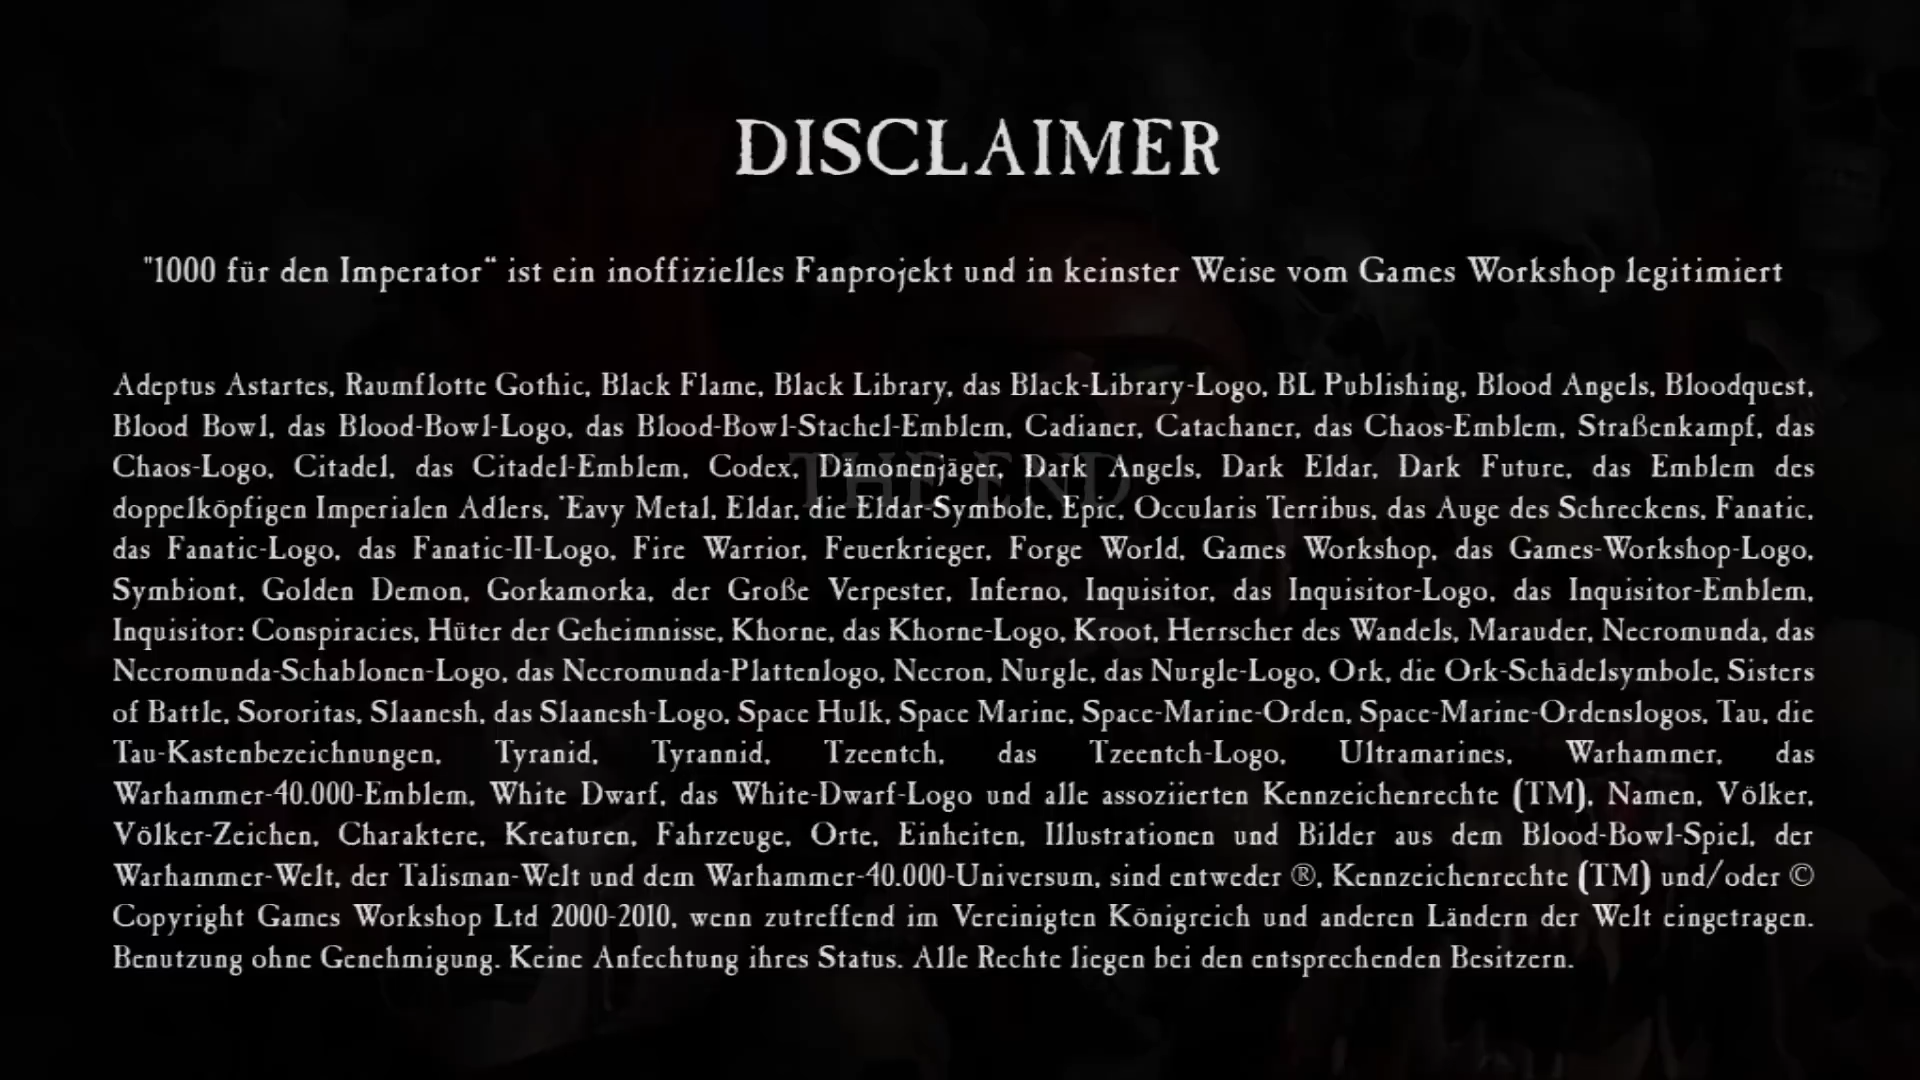 DISCLAIMER
"1000 für den Imperator“ ist ein inoffizielles Fanprojekt und in keinster Weise vom Games Workshop legitimiert
Adeptus Astartes, Raumflotte Gothic, Black Flame, Black Library, das Black-Library-Logo, BL Publishing, Blood Angels, Bloodquest,
Blood Bowl, das Blood-Bowl-Logo, das Blood-Bowl-Stachel-Emblem, Cadianer, Catachaner, das Chaos-Emblem, Straßenkampf, das
Chaos-Logo, Citadel, das Citadel-Emblem, Codex, Dämonenjäger, Dark Angels, Dark Eldar, Dark Future, das Emblem des
THE END
doppelköpfigen Imperialen Adlers, 'Eavy Metal, Eldar, die Eldar-Symbole, Epic, Occularis Terribus, das Auge des Schreckens, Fanatic,
das Fanatic-Logo, das Fanatic-II-Logo, Fire Warrior, Feuerkrieger, Forge World, Games Workshop, das Games-Workshop-Logo,
Symbiont, Golden Demon, Gorkamorka, der Große Verpester, Inferno, Inquisitor, das Inquisitor-Logo, das Inquisitor-Emblem,
Inquisitor: Conspiracies, Hüter der Geheimnisse, Khorne, das Khorne-Logo, Kroot, Herrscher des Wandels, Marauder, Necromunda, das
Necromunda-Schablonen-Logo, das Necromunda-Plattenlogo, Necron, Nurgle, das Nurgle-Logo, Ork, die Ork-Schädelsymbole, Sisters
of Battle, Sororitas, Slaanesh, das Slaanesh-Logo, Space Hulk, Space Marine, Space-Marine-Orden, Space-Marine-Ordenslogos, Tau, die
Tau-Kastenbezeichnungen, Tyranid, Tyrannid, Tzeentch, das Tzeentch-Logo, Ultramarines, Warhammer, das
Warhammer-40.000-Emblem, White Dwarf, das White-Dwarf-Logo und alle assoziierten Kennzeichenrechte (TM), Namen, Völker,
Völker-Zeichen, Charaktere, Kreaturen, Fahrzeuge, Orte, Einheiten, Illustrationen und Bilder aus dem Blood-Bowl-Spiel, der
Warhammer-Welt, der Talisman-Welt und dem Warhammer-40.000-Universum, sind entweder ®, Kennzeichenrechte (TM) und/oder ©
Copyright Games Workshop Ltd 2000-2010, wenn zutreffend im Vereinigten Königreich und anderen Ländern der Welt eingetragen.
Benutzung ohne Genehmigung. Keine Anfechtung ihres Status. Alle Rechte liegen bei den entsprechenden Besitzern.